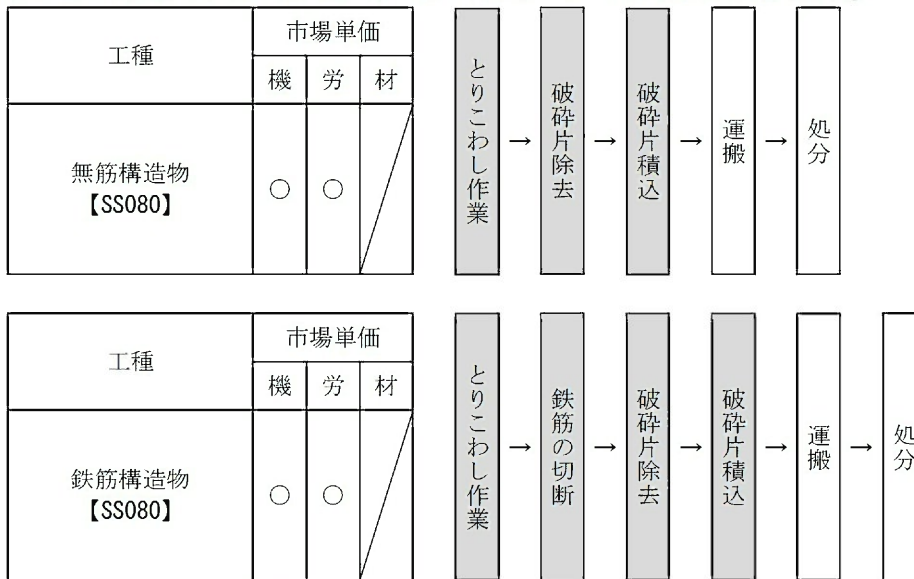 工種
市場単価
機 労 材
無筋構造物
【SS080】
○ ○
とりこわし作業
→
破砕片除去
→
破砕片積込
→
運搬
→
処分
工種
市場単価
機 労 材
鉄筋構造物
【SS080】
○ ○
とりこわし作業
→
鉄筋の切断
→
破砕片除去
→
破砕片積込
→
運搬
→
処分